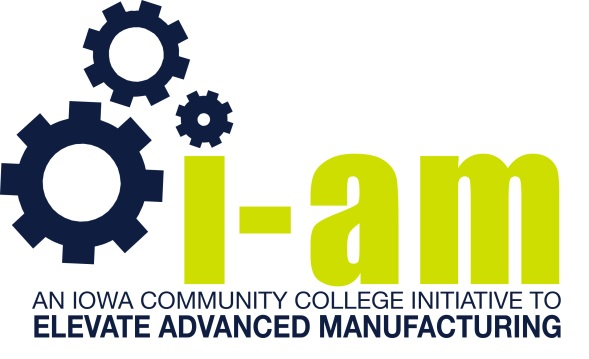 i-am
AN IOWA COMMUNITY COLLEGE INITIATIVE TO
ELEVATE ADVANCED MANUFACTURING